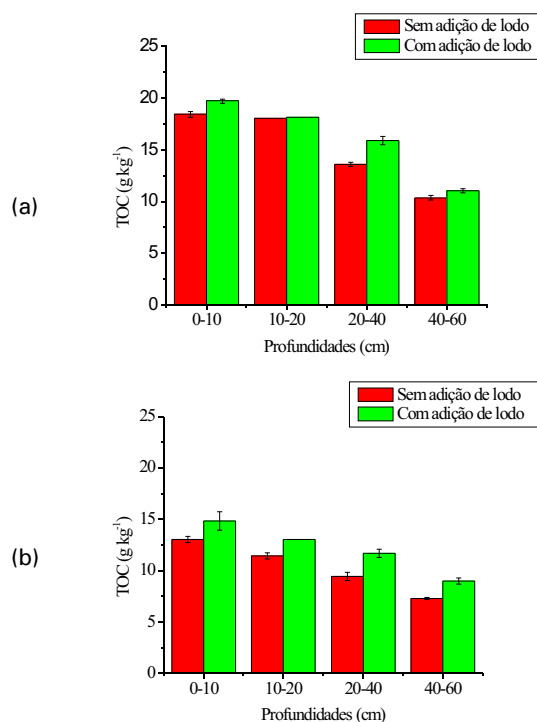 Sem adição de lodo
Com adição de lodo
(a)
TOC (g kg⁻¹)
25
20
15
10
5
0
0-10 10-20 20-40 40-60
Profundidades (cm)
Sem adição de lodo
Com adição de lodo
(b)
TOC (g kg⁻¹)
25
20
15
10
5
0
0-10 10-20 20-40 40-60
Profundidades (cm)